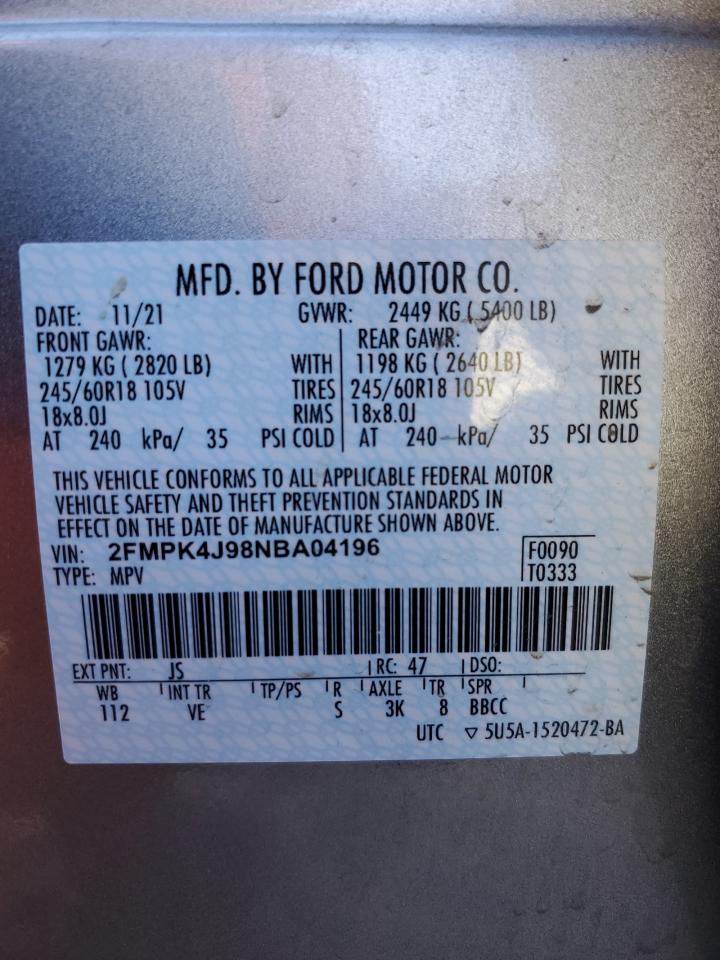 MFD. BY FORD MOTOR CO.
DATE: 11/21 GVWR: 2449 KG ( 5400 LB)
FRONT GAWR: REAR GAWR:
1279 KG ( 2820 LB) WITH 1198 KG ( 2640 LB) WITH
245/60R18 105V TIRES 245/60R18 105V TIRES
18x8.0J RIMS 18x8.0J RIMS
AT 240 kPa/ 35 PSI COLD AT 240 kPa/ 35 PSI COLD
THIS VEHICLE CONFORMS TO ALL APPLICABLE FEDERAL MOTOR
VEHICLE SAFETY AND THEFT PREVENTION STANDARDS IN
EFFECT ON THE DATE OF MANUFACTURE SHOWN ABOVE.
VIN: 2FMPK4J98NBA04196 F0090
TYPE: MPV T0333
EXT PNT: JS RC: 47 DSO:
WB INT TR TP/PS R AXLE TR SPR
112 VE S 3K 8 BBCC
UTC ▽ 5U5A-1520472-BA